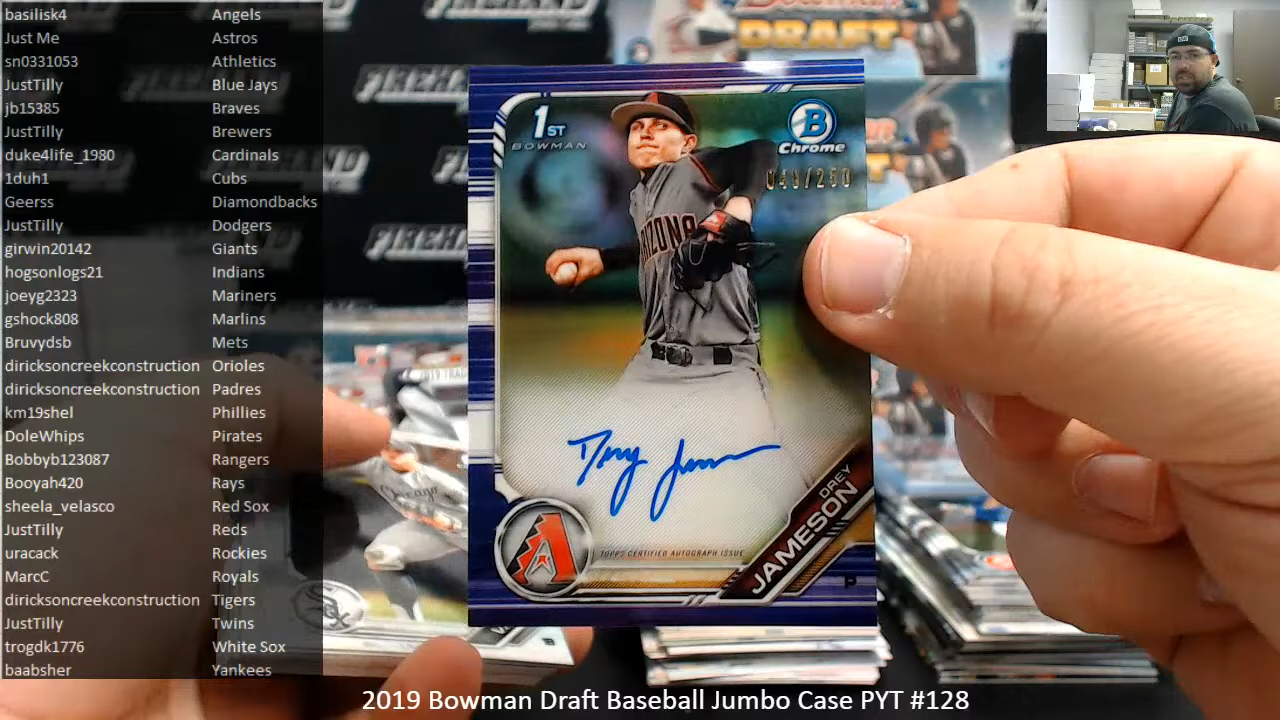 basilisk4 Angels
Just Me Astros
sn0331053 Athletics
JustTilly Blue Jays
jb15385 Braves
JustTilly Brewers
duke4life_1980 Cardinals
1duh1 Cubs
Geerss Diamondbacks
JustTilly Dodgers
girwin20142 Giants
hogsonlogs21 Indians
joeyg2323 Mariners
gshock808 Marlins
Bruvydsb Mets
diricksoncreekconstruction Orioles
diricksoncreekconstruction Padres
km19shel Phillies
DoleWhips Pirates
Bobbyb123087 Rangers
Booyah420 Rays
sheela_velasco Red Sox
JustTilly Reds
uracack Rockies
MarcC Royals
diricksoncreekconstruction Tigers
JustTilly Twins
trogdk1776 White Sox
baabsher Yankees
DRAFT
1ST
BOWMAN
B
Chrome
/250
ARIZONA
TOPPS CERTIFIED AUTOGRAPH ISSUE
DREY
JAMESON
P
Chicago
2019 Bowman Draft Baseball Jumbo Case PYT #128